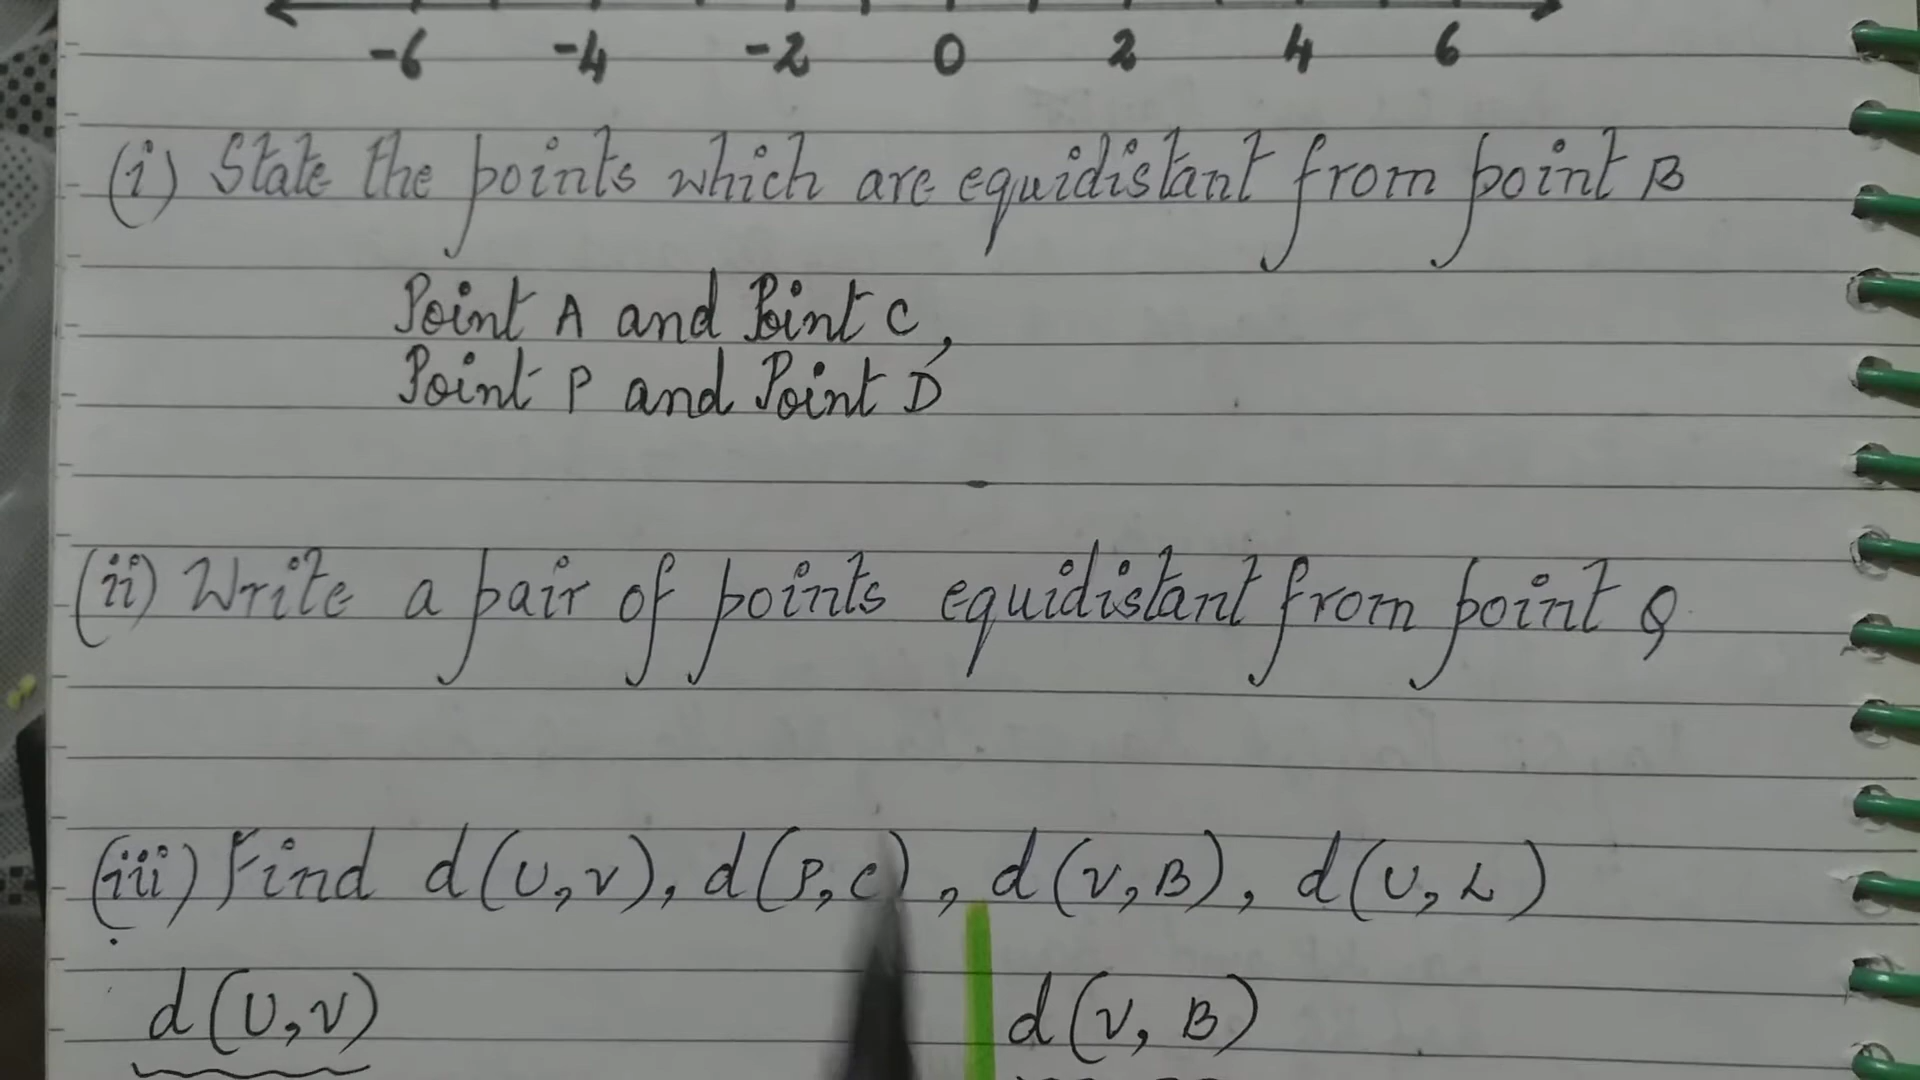 -6 -4 -2 0 2 4 6
(i) State the points which are equidistant from point B
Point A and Point C,
Point P and Point D
(ii) Write a pair of points equidistant from point Q
(iii) Find d(U,V), d(P,C), d(V,B), d(U,L)
d(U,V) d(V, B)